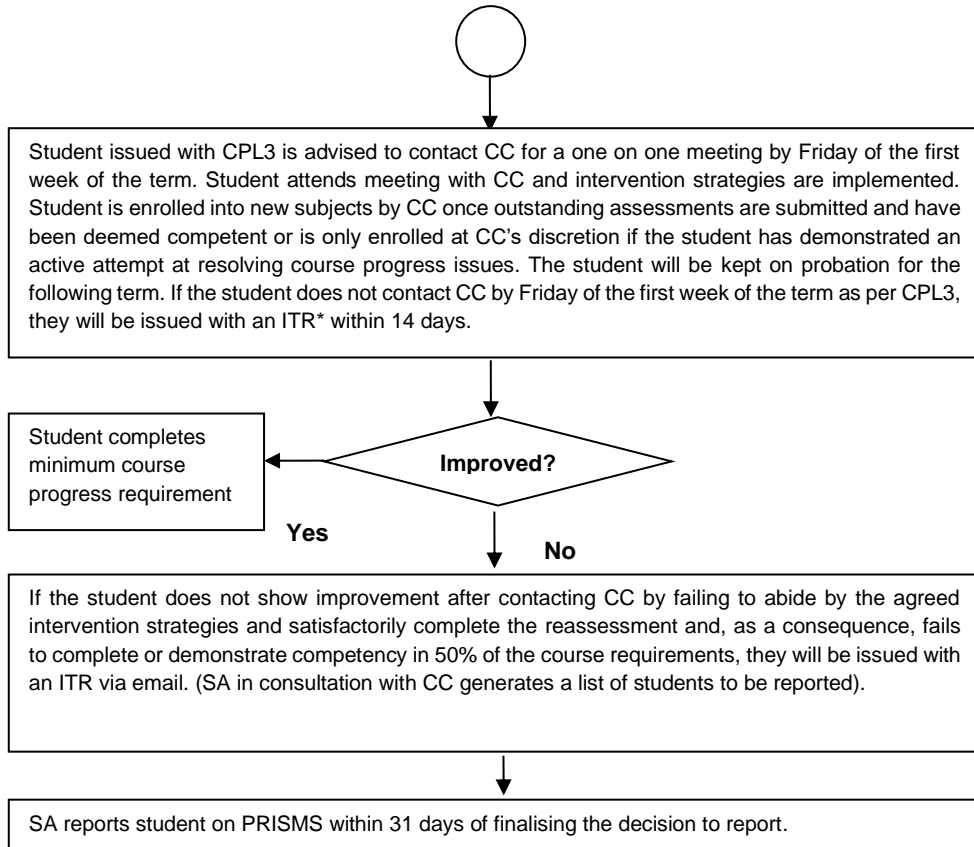 Student issued with CPL3 is advised to contact CC for a one on one meeting by Friday of the first
week of the term. Student attends meeting with CC and intervention strategies are implemented.
Student is enrolled into new subjects by CC once outstanding assessments are submitted and have
been deemed competent or is only enrolled at CC's discretion if the student has demonstrated an
active attempt at resolving course progress issues. The student will be kept on probation for the
following term. If the student does not contact CC by Friday of the first week of the term as per CPL3,
they will be issued with an ITR* within 14 days.
Student completes
minimum course
progress requirement
Improved?
Yes
No
If the student does not show improvement after contacting CC by failing to abide by the agreed
intervention strategies and satisfactorily complete the reassessment and, as a consequence, fails
to complete or demonstrate competency in 50% of the course requirements, they will be issued with
an ITR via email. (SA in consultation with CC generates a list of students to be reported).
SA reports student on PRISMS within 31 days of finalising the decision to report.